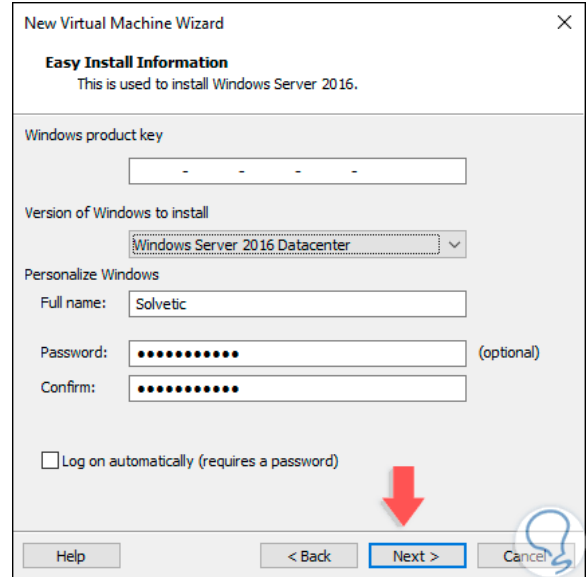 New Virtual Machine Wizard
Easy Install Information
This is used to install Windows Server 2016.
Windows product key
- - - -
Version of Windows to install
Windows Server 2016 Datacenter
Personalize Windows
Full name: Solvetic
Password: ●●●●●●●●●●● (optional)
Confirm: ●●●●●●●●●●●
Log on automatically (requires a password)
Help < Back Next > Cancel